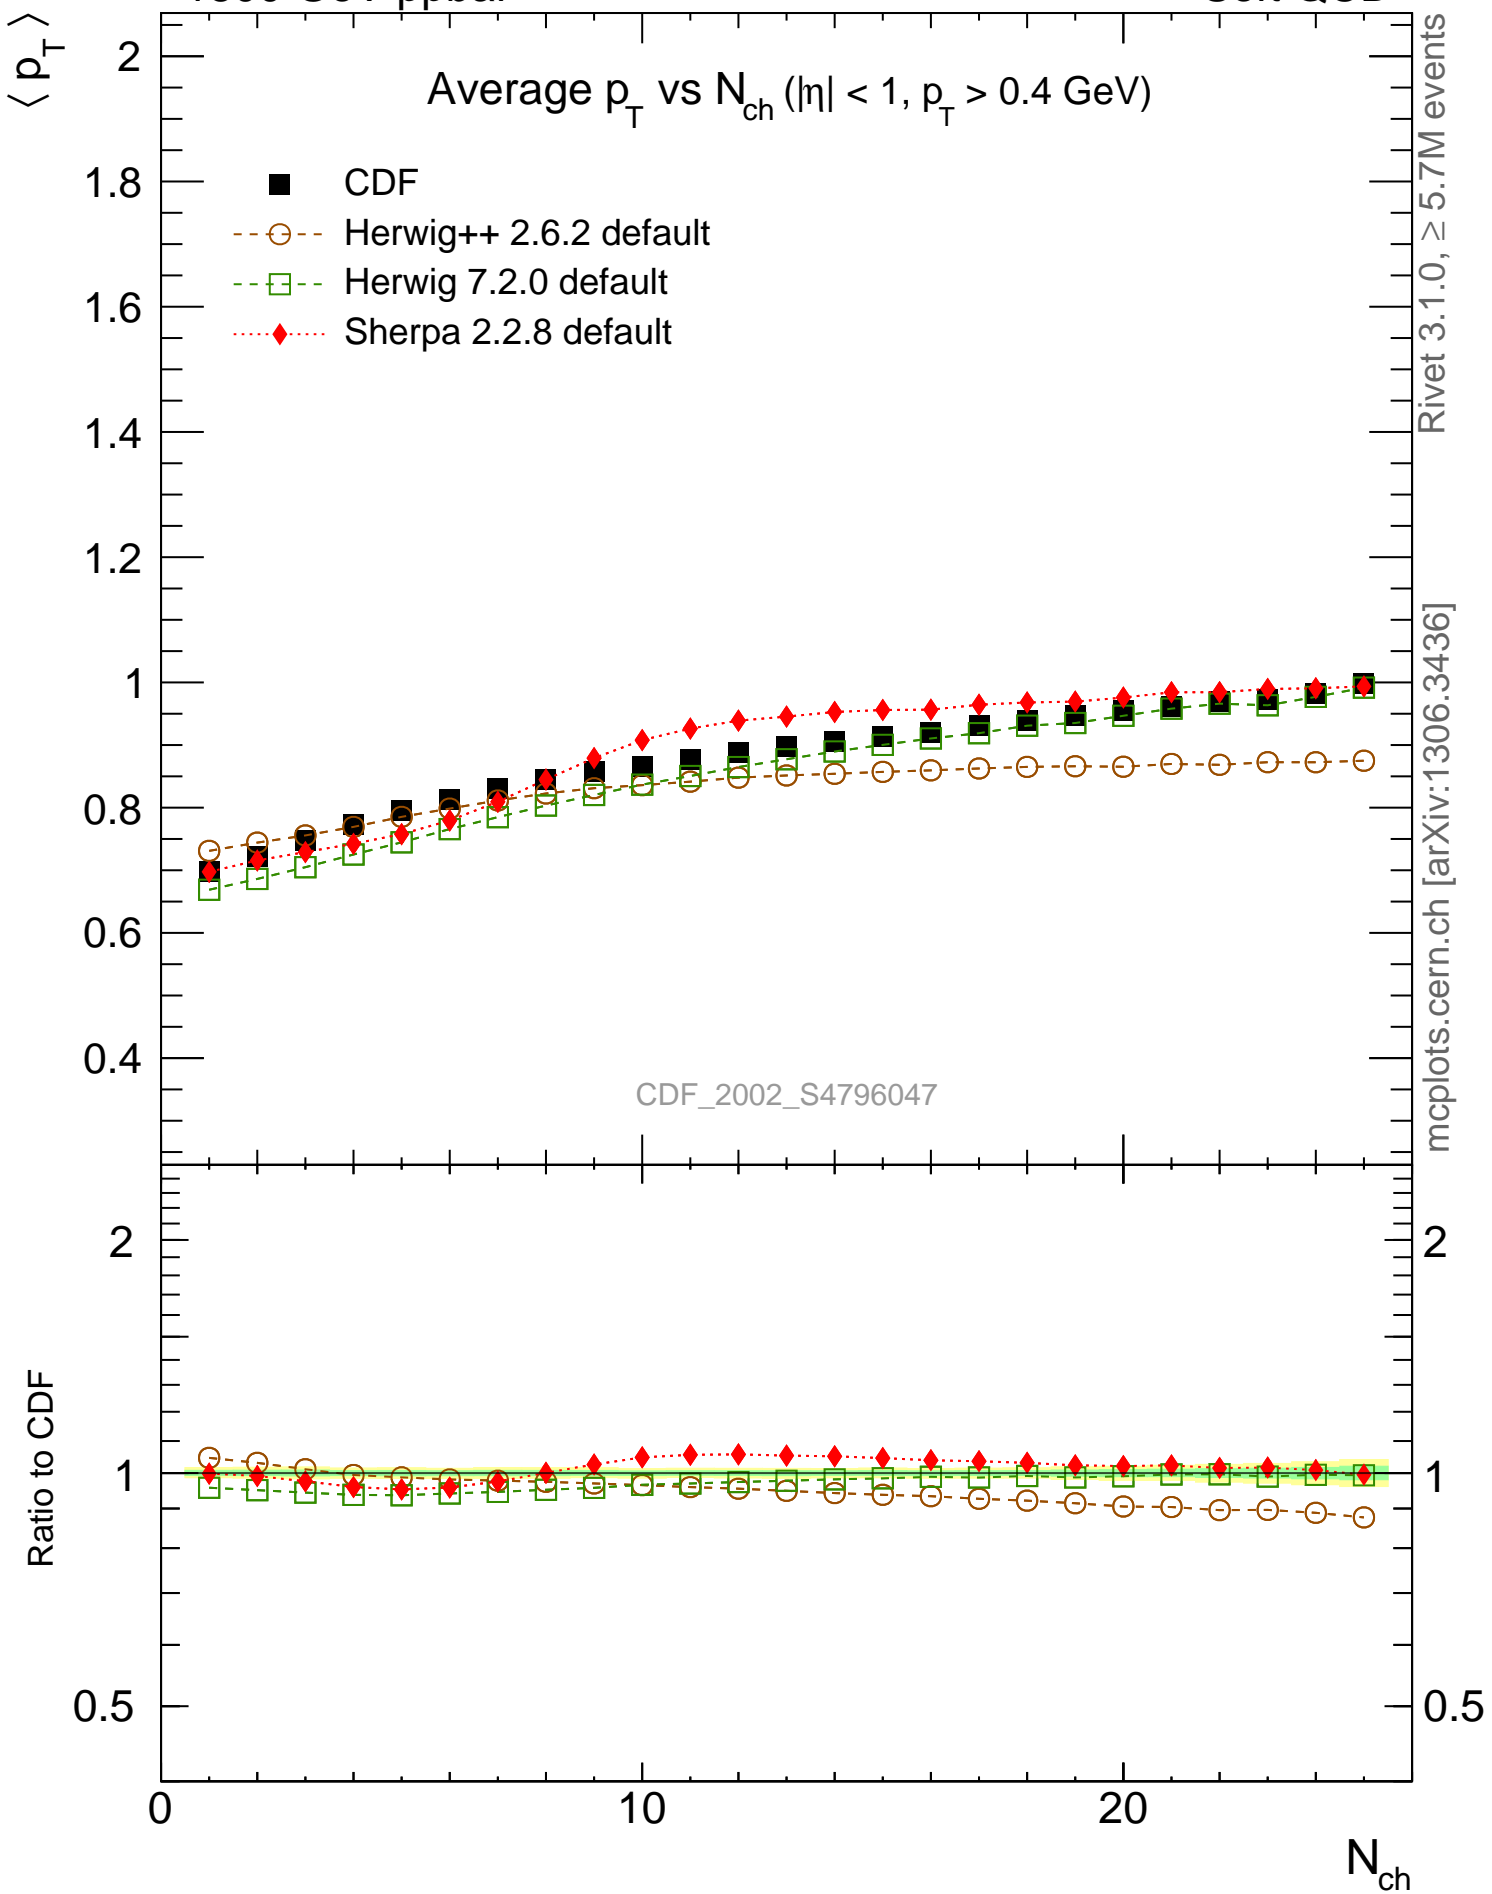 ⟨ p_T ⟩
Average p_T vs N_ch (|η| < 1, p_T > 0.4 GeV)
CDF
Herwig++ 2.6.2 default
Herwig 7.2.0 default
Sherpa 2.2.8 default
2
1.8
1.6
1.4
1.2
1
0.8
0.6
0.4
CDF_2002_S4796047
Rivet 3.1.0, ≥ 5.7M events
mcplots.cern.ch [arXiv:1306.3436]
Ratio to CDF
2
1
0.5
2
1
0.5
0
10
20
N_ch